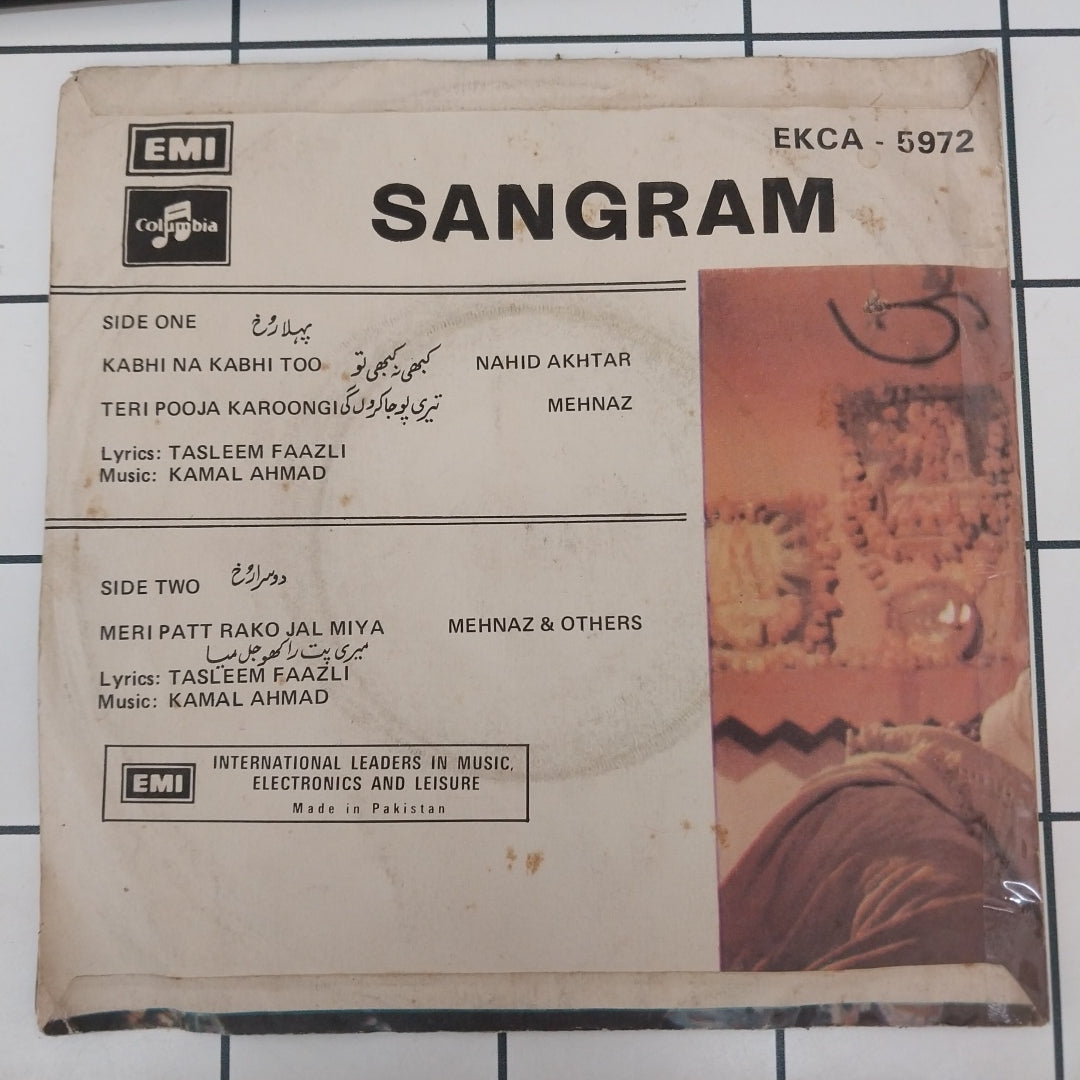 EMI
EKCA - 5972
Columbia
SANGRAM
SIDE ONE پہلا رُخ
KABHI NA KABHI TOO کبھی نہ کبھی تو NAHID AKHTAR
TERI POOJA KAROONGI تیری پوجا کروں گی MEHNAZ
Lyrics: TASLEEM FAAZLI
Music: KAMAL AHMAD
SIDE TWO دوسرا رُخ
MERI PATT RAKO JAL MIYA MEHNAZ & OTHERS
میری پت راکھو جل میا
Lyrics: TASLEEM FAAZLI
Music: KAMAL AHMAD
EMI
INTERNATIONAL LEADERS IN MUSIC,
ELECTRONICS AND LEISURE
Made in Pakistan